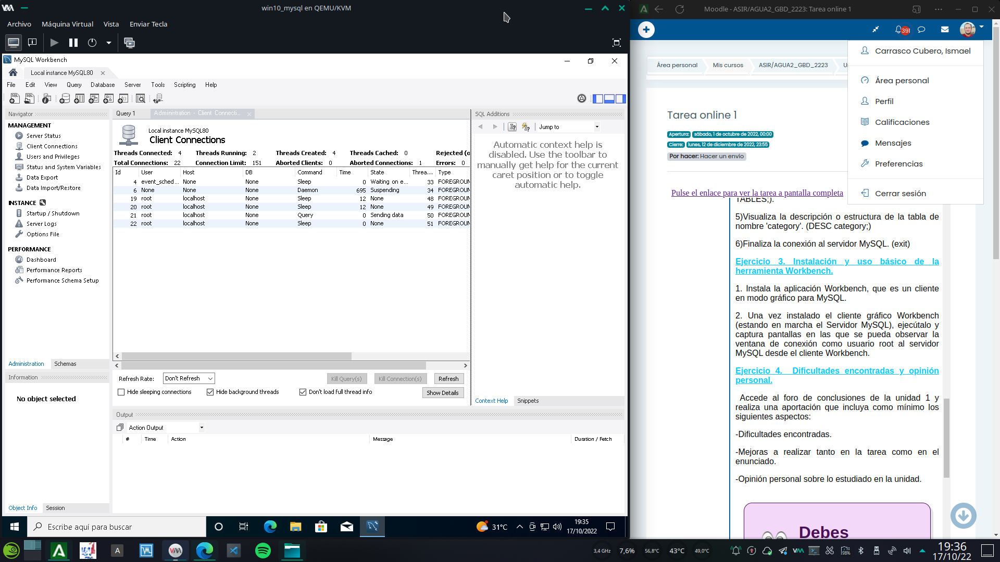 win10_mysql en QEMU/KVM
Archivo Máquina Virtual Vista Enviar Tecla
MySQL Workbench
Local instance MySQL80
File Edit View Query Database Server Tools Scripting Help
Navigator
MANAGEMENT
Server Status
Client Connections
Users and Privileges
Status and System Variables
Data Export
Data Import/Restore
INSTANCE
Startup / Shutdown
Server Logs
Options File
PERFORMANCE
Dashboard
Performance Reports
Performance Schema Setup
Administration Schemas
Information
No object selected
Object Info Session
Query 1 Administration - Client Connecti...
Local instance MySQL80
Client Connections
Threads Connected: 4 Threads Running: 2 Threads Created: 4 Threads Cached: 0 Rejected (o
Total Connections: 22 Connection Limit: 151 Aborted Clients: 0 Aborted Connections: 1 Errors: 0
Id User Host DB Command Time State Threa... Type
4 event_sched... None None Sleep 0 Waiting on e... 33 FOREGROUN
6 None None None Daemon 695 Suspending 34 FOREGROUN
19 root localhost None Sleep 12 None 48 FOREGROUN
20 root localhost None Sleep 12 None 49 FOREGROUN
21 root localhost None Query 0 Sending data 50 FOREGROUN
22 root localhost None Sleep 0 None 51 FOREGROUN
Refresh Rate: Don't Refresh Kill Query(s) Kill Connection(s) Refresh
Hide sleeping connections Hide background threads Don't load full thread info Show Details
SQL Additions
Jump to
Automatic context help is
disabled. Use the toolbar to
manually get help for the current
caret position or to toggle
automatic help.
Context Help Snippets
Output
Action Output
# Time Action Message Duration / Fetch
Escribe aquí para buscar
31°C
19:35
17/10/2022
Moodle - ASIR/AGUA2_GBD_2223: Tarea online 1
391
Área personal Mis cursos ASIR/AGUA2_GBD_2223
Carrasco Cubero, Ismael
Área personal
Perfil
Calificaciones
Mensajes
Preferencias
Cerrar sesión
Tarea online 1
Apertura: sábado, 1 de octubre de 2022, 00:00
Cierre: lunes, 12 de diciembre de 2022, 23:55
Por hacer: Hacer un envío
Pulse el enlace para ver la tarea a pantalla completa
TABLES;).
5)Visualiza la descripción o estructura de la tabla de
nombre 'category'. (DESC category;)
6)Finaliza la conexión al servidor MySQL. (exit)
Ejercicio 3. Instalación y uso básico de la
herramienta Workbench.
1. Instala la aplicación Workbench, que es un cliente
en modo gráfico para MySQL.
2. Una vez instalado el cliente gráfico Workbench
(estando en marcha el Servidor MySQL), ejecútalo y
captura pantallas en las que se pueda observar la
ventana de conexión como usuario root al servidor
MySQL desde el cliente Workbench.
Ejercicio 4. Dificultades encontradas y opinión
personal.
Accede al foro de conclusiones de la unidad 1 y
realiza una aportación que incluya como mínimo los
siguientes aspectos:
-Dificultades encontradas.
-Mejoras a realizar tanto en la tarea como en el
enunciado.
-Opinión personal sobre lo estudiado en la unidad.
Debes
3,4 GHz 7,6% 56,8°C 43°C 49,0°C
98%
19:36
17/10/22